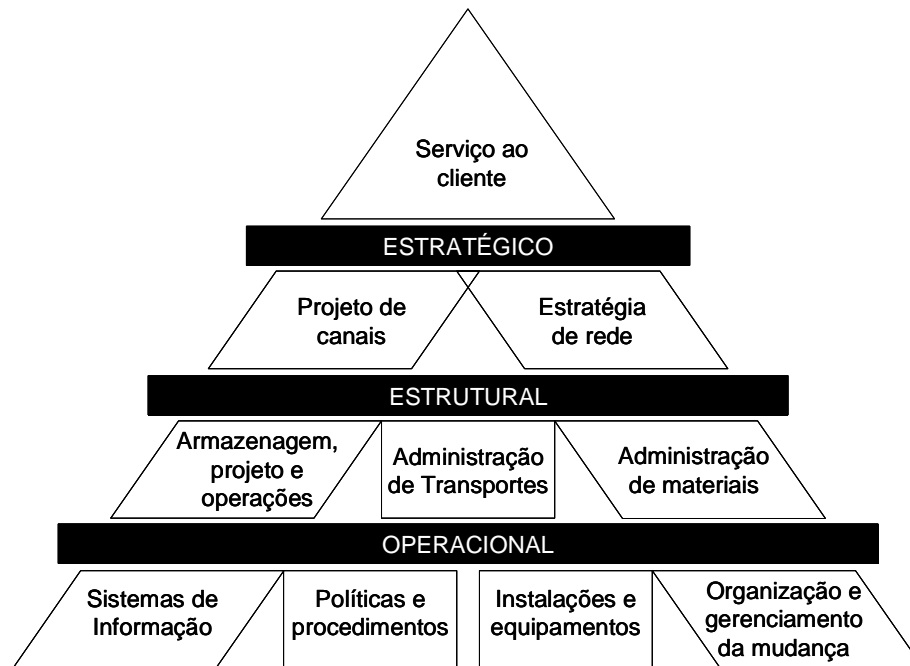 Serviço ao
cliente
ESTRATÉGICO
Projeto de
canais
Estratégia
de rede
ESTRUTURAL
Armazenagem,
projeto e
operações
Administração
de Transportes
Administração
de materiais
OPERACIONAL
Sistemas de
Informação
Políticas e
procedimentos
Instalações e
equipamentos
Organização e
gerenciamento
da mudança